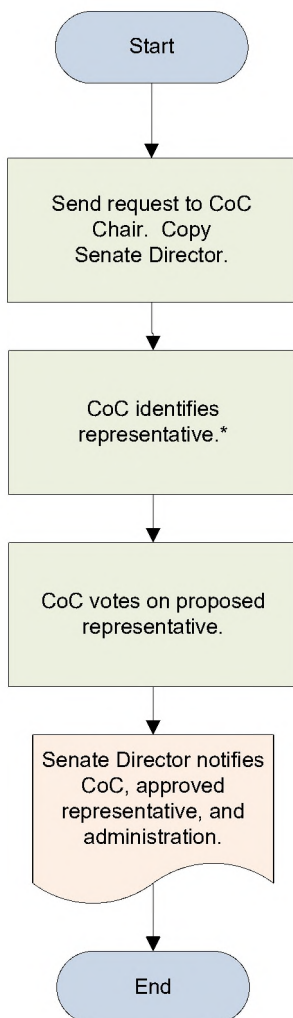 Start
Send request to CoC
Chair. Copy
Senate Director.
CoC identifies
representative.*
CoC votes on proposed
representative.
Senate Director notifies
CoC, approved
representative, and
administration.
End